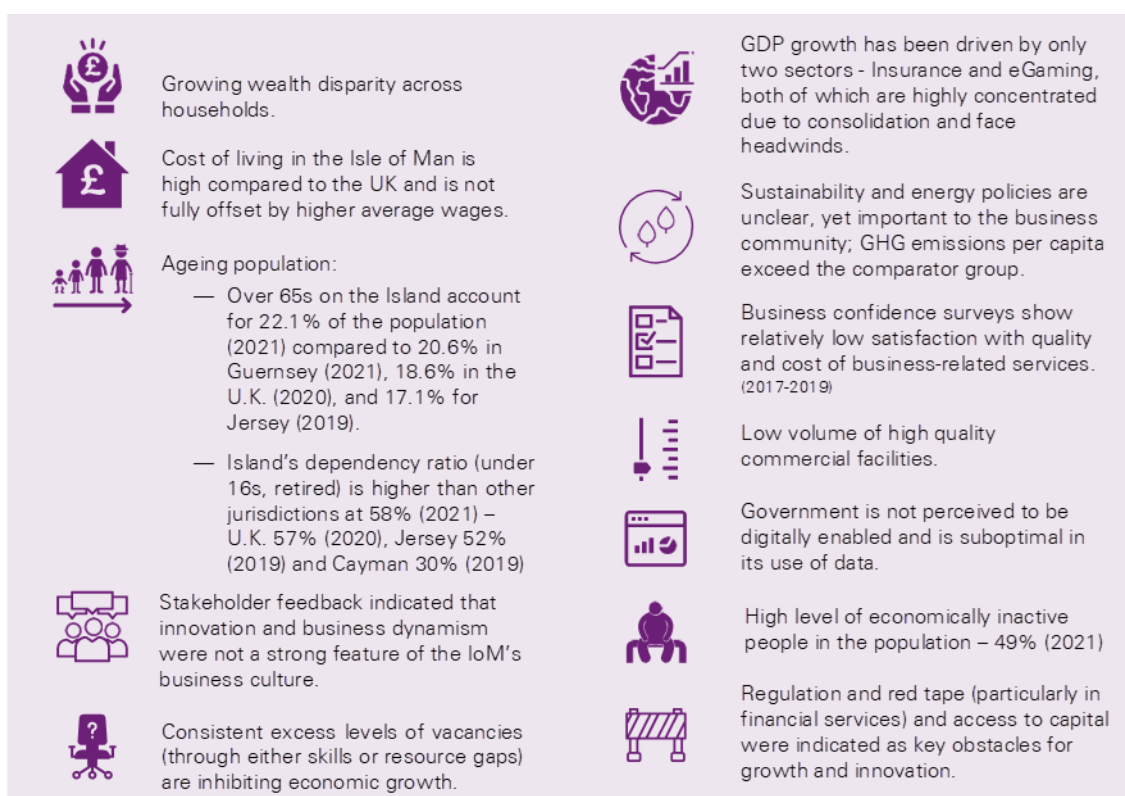 Growing wealth disparity across
households.
Cost of living in the Isle of Man is
high compared to the UK and is not
fully offset by higher average wages.
Ageing population:
— Over 65s on the Island account
for 22.1% of the population
(2021) compared to 20.6% in
Guernsey (2021), 18.6% in the
U.K. (2020), and 17.1% for
Jersey (2019).
— Island's dependency ratio (under
16s, retired) is higher than other
jurisdictions at 58% (2021) –
U.K. 57% (2020), Jersey 52%
(2019) and Cayman 30% (2019)
Stakeholder feedback indicated that
innovation and business dynamism
were not a strong feature of the IoM's
business culture.
?
Consistent excess levels of vacancies
(through either skills or resource gaps)
are inhibiting economic growth.
£
£
GDP growth has been driven by only
two sectors - Insurance and eGaming,
both of which are highly concentrated
due to consolidation and face
headwinds.
Sustainability and energy policies are
unclear, yet important to the business
community; GHG emissions per capita
exceed the comparator group.
Business confidence surveys show
relatively low satisfaction with quality
and cost of business-related services.
(2017-2019)
Low volume of high quality
commercial facilities.
Government is not perceived to be
digitally enabled and is suboptimal in
its use of data.
High level of economically inactive
people in the population – 49% (2021)
Regulation and red tape (particularly in
financial services) and access to capital
were indicated as key obstacles for
growth and innovation.